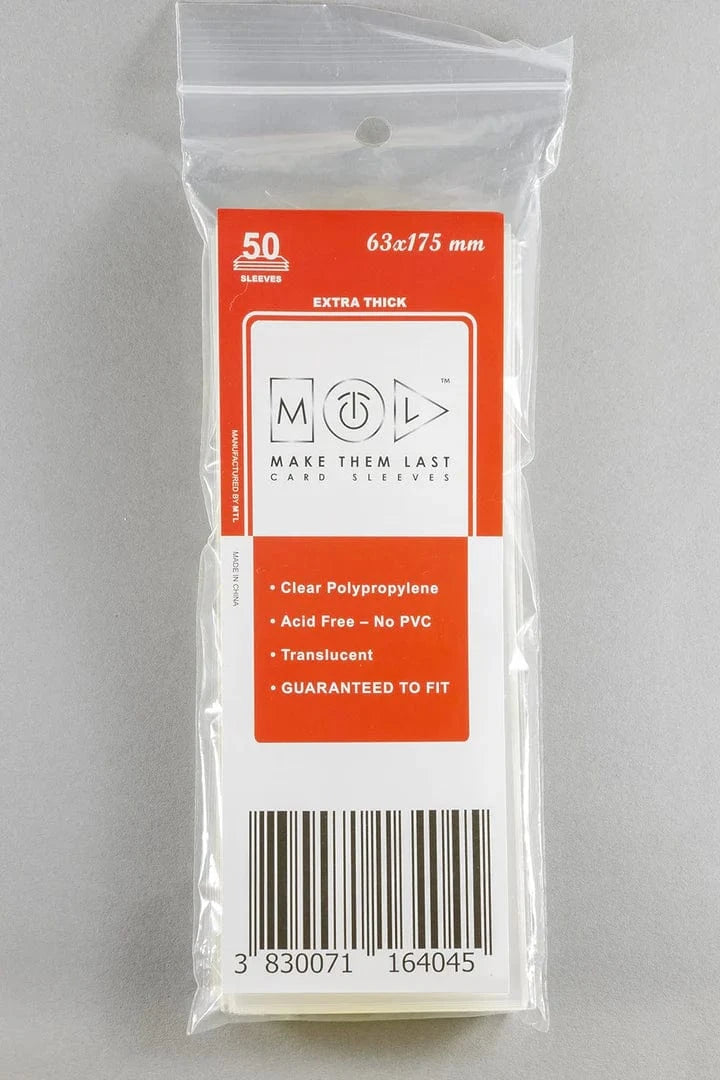 50
SLEEVES
63x175 mm
EXTRA THICK
M T L ™
MAKE THEM LAST
CARD SLEEVES
MANUFACTURED BY MTL
MADE IN CHINA
• Clear Polypropylene
• Acid Free – No PVC
• Translucent
• GUARANTEED TO FIT
3 830071 164045